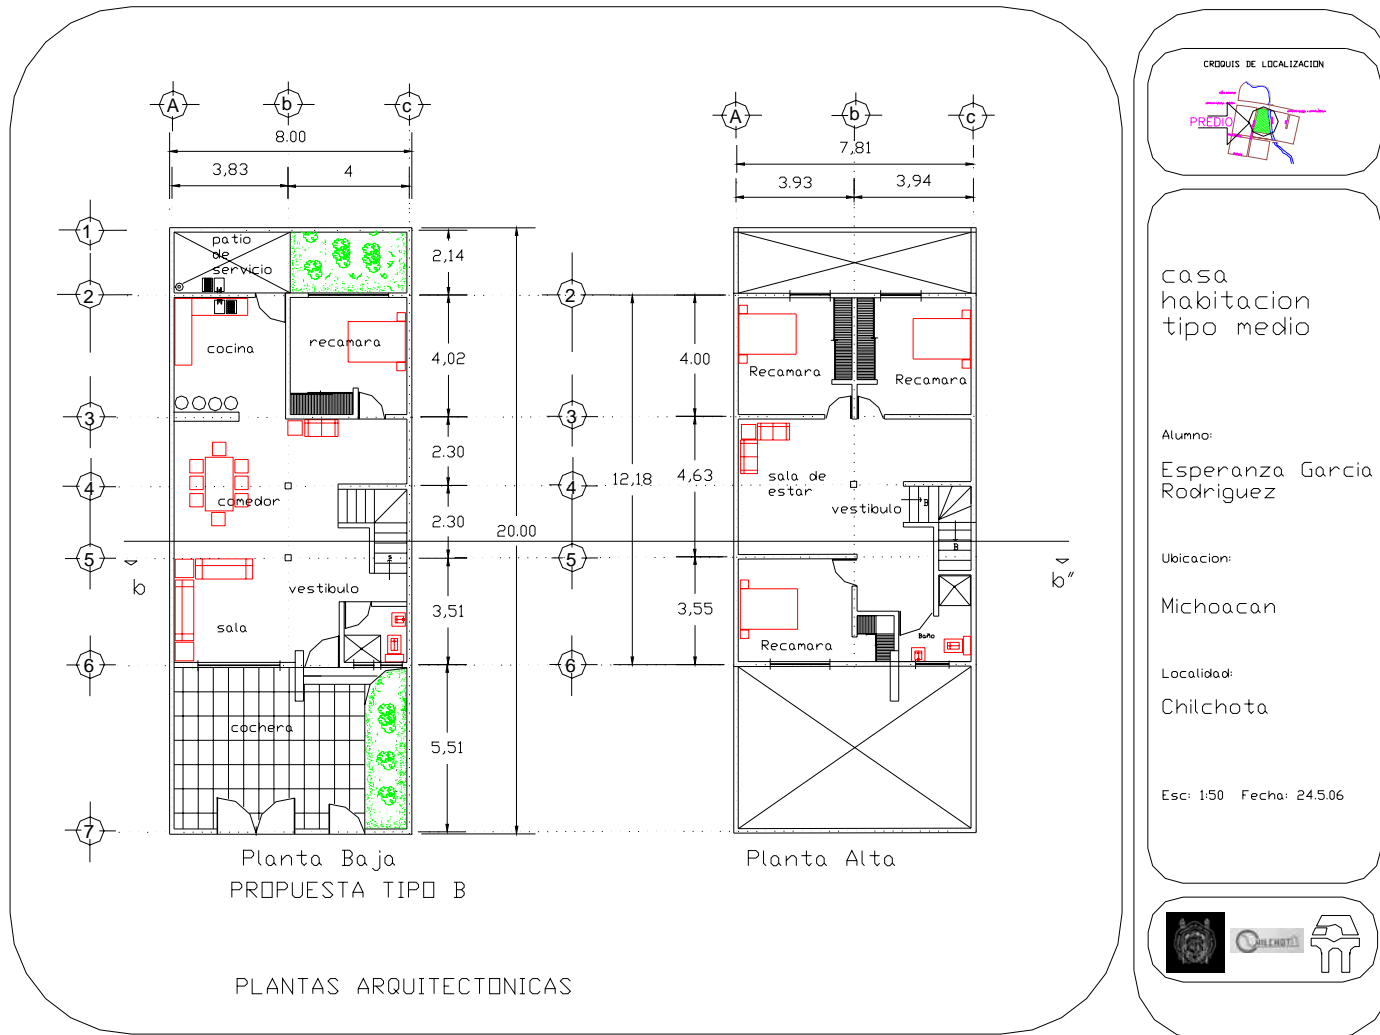 A
b
c
8.00
3,83
4
1
2
3
4
5
6
7
patio
de
servicio
cocina
recamara
comedor
vestibulo
s
sala
cochera
2,14
4,02
2.30
2.30
3,51
5,51
20.00
b
Planta Baja
PROPUESTA TIPO B
A
b
c
7,81
3.93
3,94
2
3
4
5
6
4.00
4,63
3,55
12,18
Recamara
Recamara
sala de
estar
vestibulo
B
B
Recamara
Baño
b"
Planta Alta
PLANTAS ARQUITECTONICAS
CROQUIS DE LOCALIZACION
PREDIO
casa
habitacion
tipo medio
Alumno:
Esperanza Garcia
Rodriguez
Ubicacion:
Michoacan
Localidad:
Chilchota
Esc: 1:50 Fecha: 24.5.06
CHILCHOTA